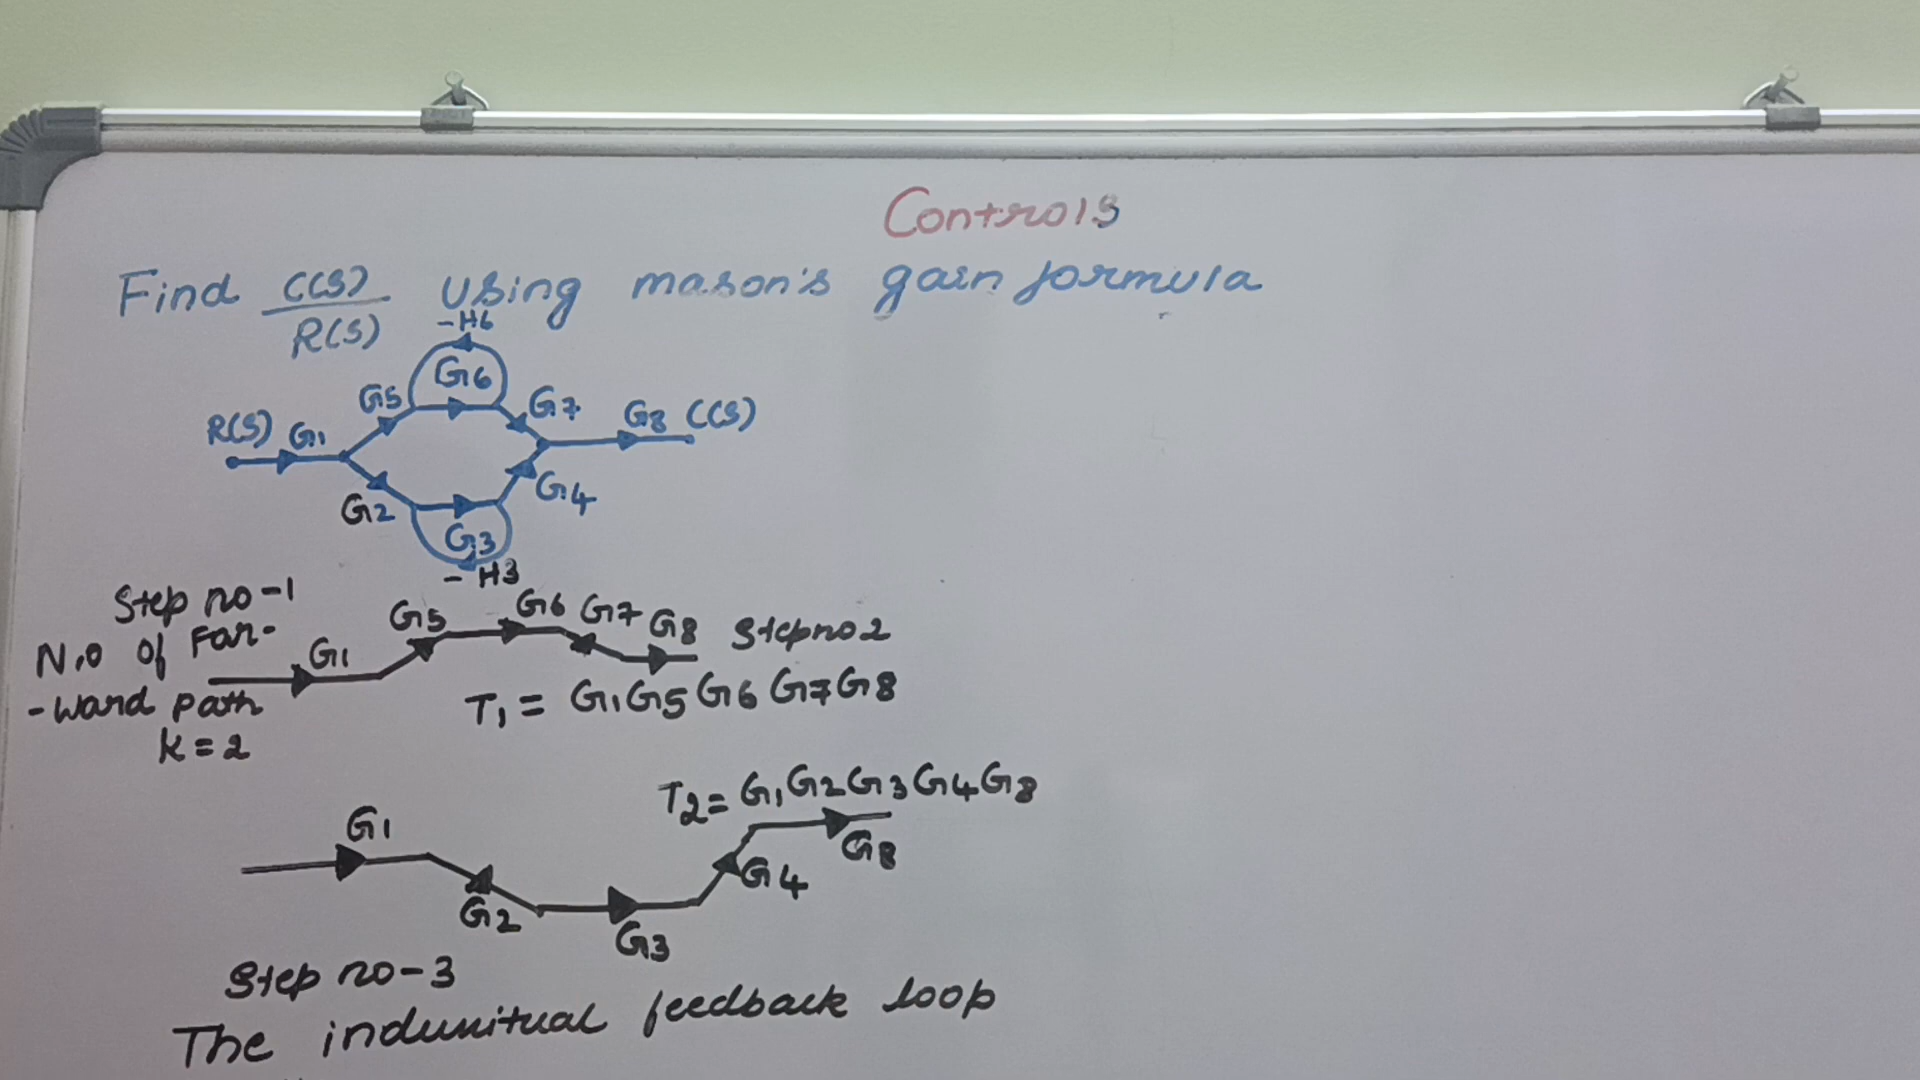 Controls
Find C(S)/R(S) using mason's gain formula
-H6
G6
G5
G7
R(S) G1
G8 C(S)
G2
G4
G3
-H3
Step no-1
N.O of For-
-ward path
K=2
G1
G5
G6
G7
G8
Step no 2
T1 = G1G5G6G7G8
T2 = G1G2G3G4G8
G1
G2
G3
G4
G8
Step no-3
The indunitual feedback loop